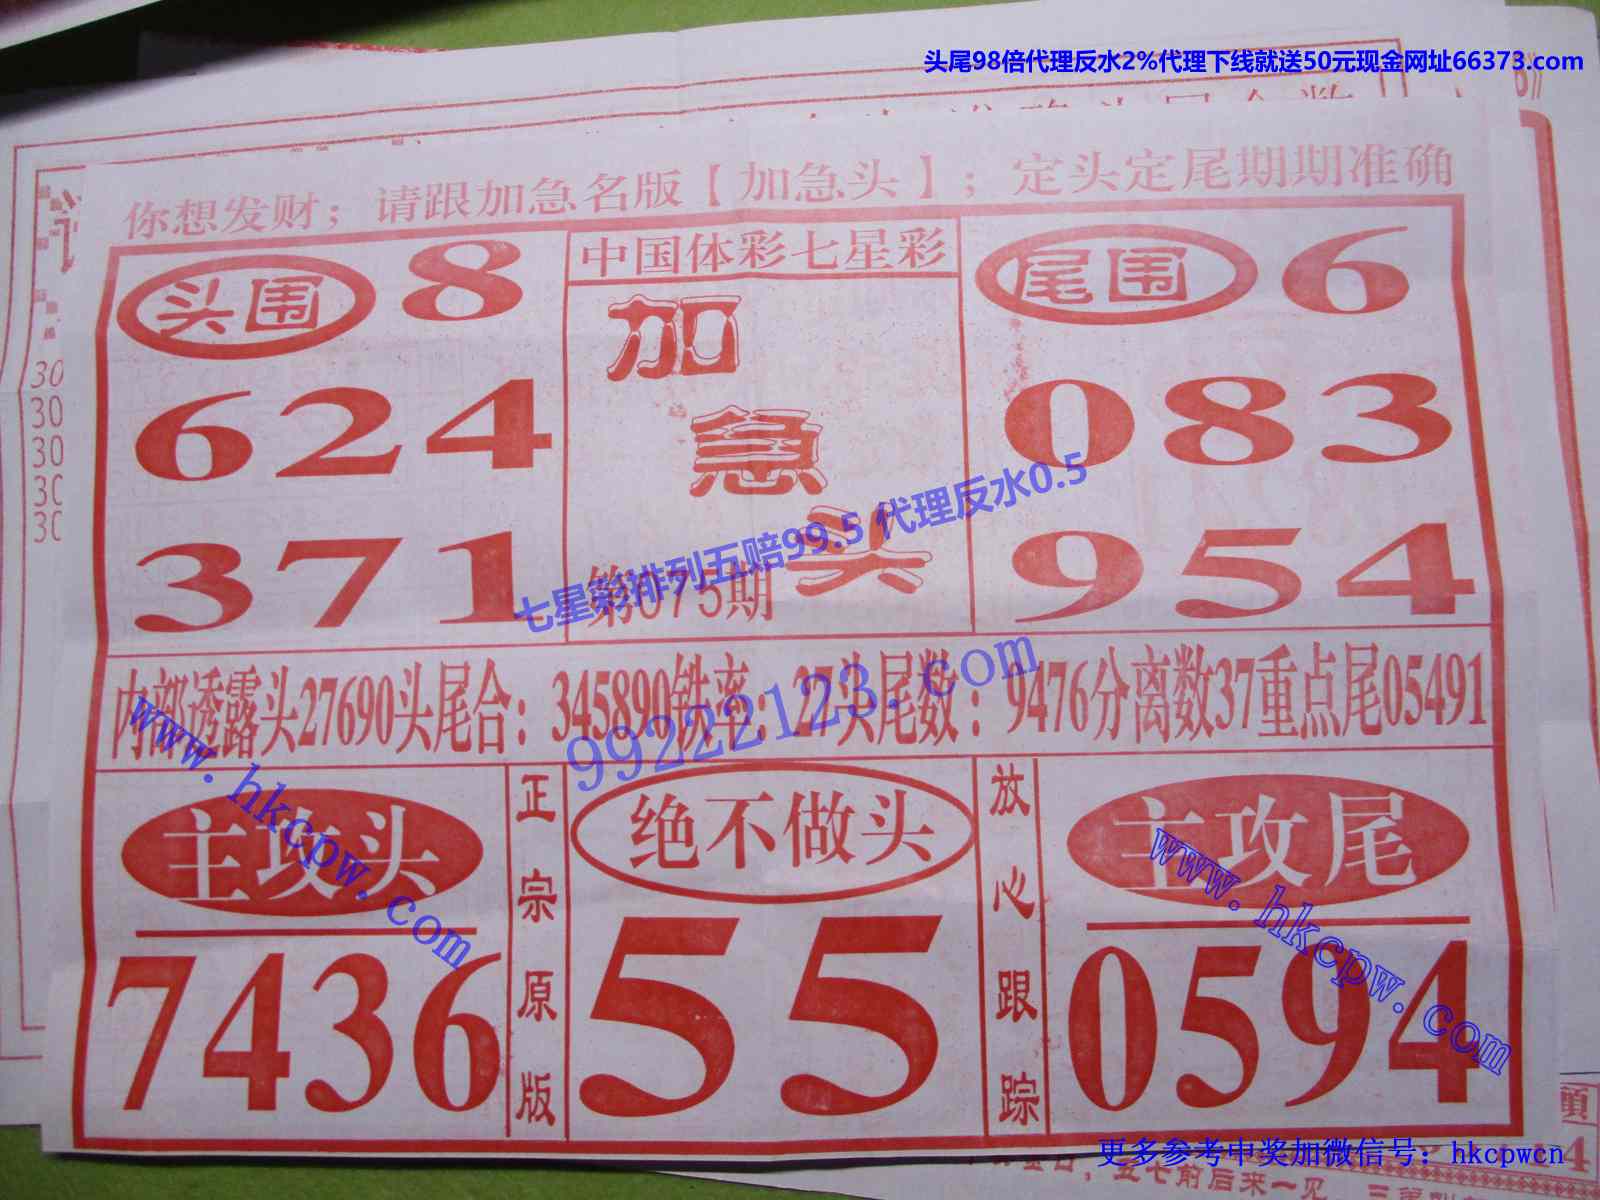 头尾98倍代理反水2%代理下线就送50元现金网址66373.com
你想发财；请跟加急名版【加急头】；定头定尾期期准确
头围 8
624
371
中国体彩七星彩
加
急
头
第075期
尾围 6
083
954
七星彩排列五赔99.5 代理反水0.5
99222123.com
内部透露头27690头尾合：345890铁率：27头尾数：9476分离数37重点尾05491
www.hkcpw.com
主攻头
7436
正宗原版
绝不做头
55
放心跟踪
主攻尾
0594
www.hkcpw.com
30
30
30
30
30
更多参考中奖加微信号：hkcpwcn